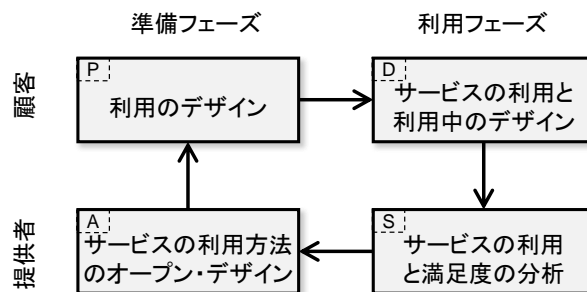 準備フェーズ
利用フェーズ
顧客
P
利用のデザイン
D
サービスの利用と
利用中のデザイン
提供者
A
サービスの利用方法
のオープン・デザイン
S
サービスの利用
と満足度の分析